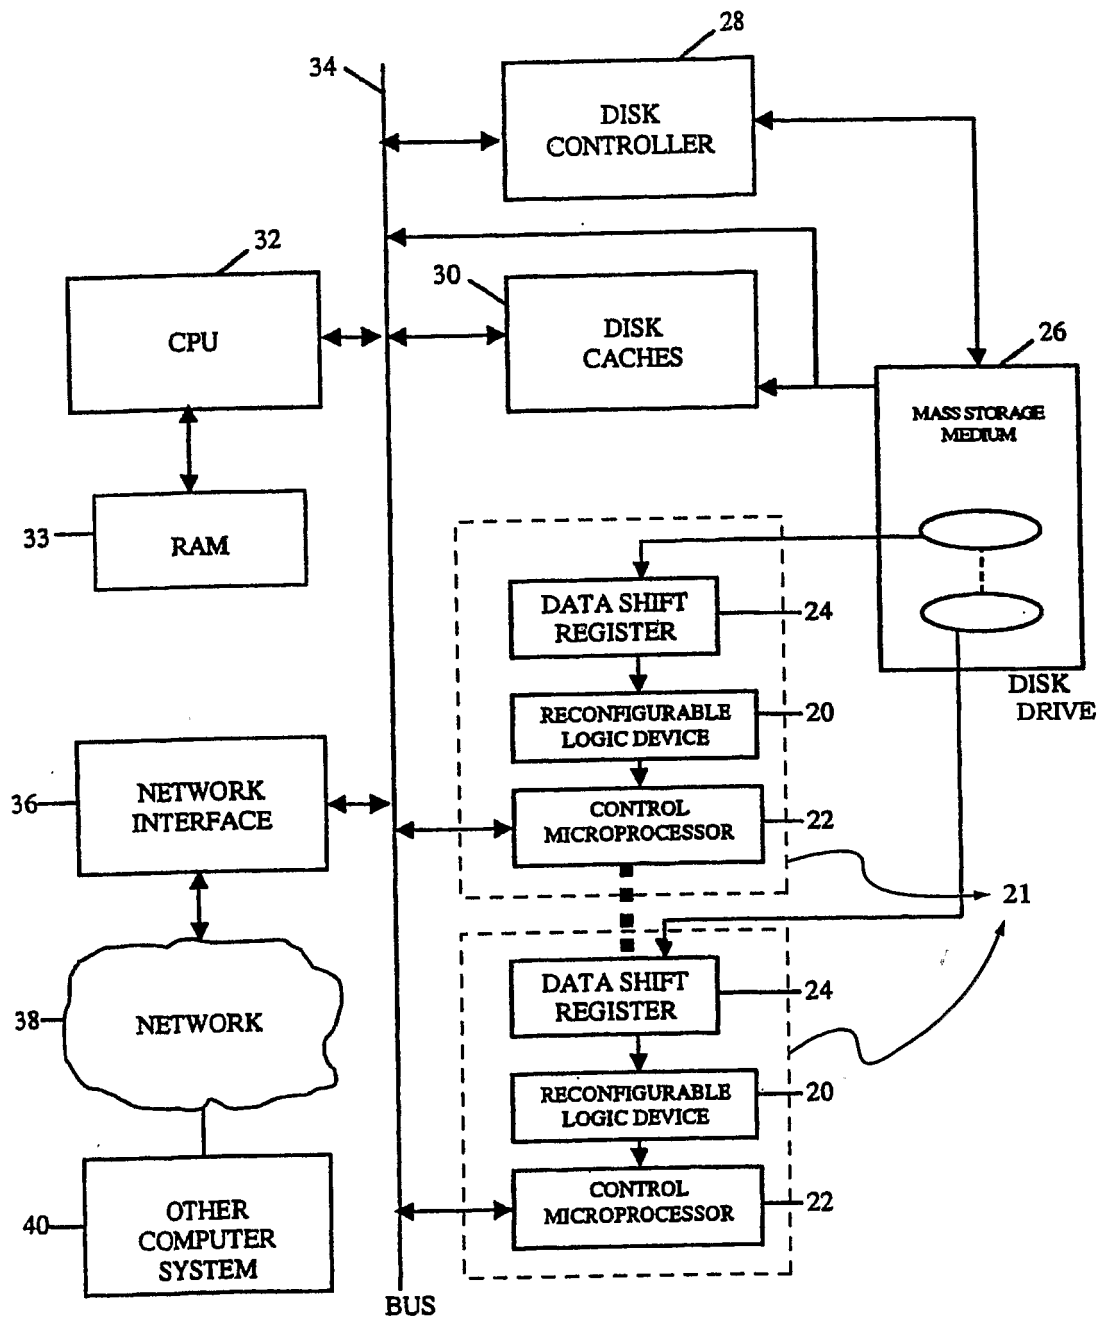 28
34
DISK
CONTROLLER
32
30
CPU
DISK
CACHES
26
MASS STORAGE
MEDIUM
33
RAM
DATA SHIFT
REGISTER
24
DISK
DRIVE
RECONFIGURABLE
LOGIC DEVICE
20
36
NETWORK
INTERFACE
CONTROL
MICROPROCESSOR
22
21
DATA SHIFT
REGISTER
24
38
NETWORK
RECONFIGURABLE
LOGIC DEVICE
20
CONTROL
MICROPROCESSOR
22
40
OTHER
COMPUTER
SYSTEM
BUS